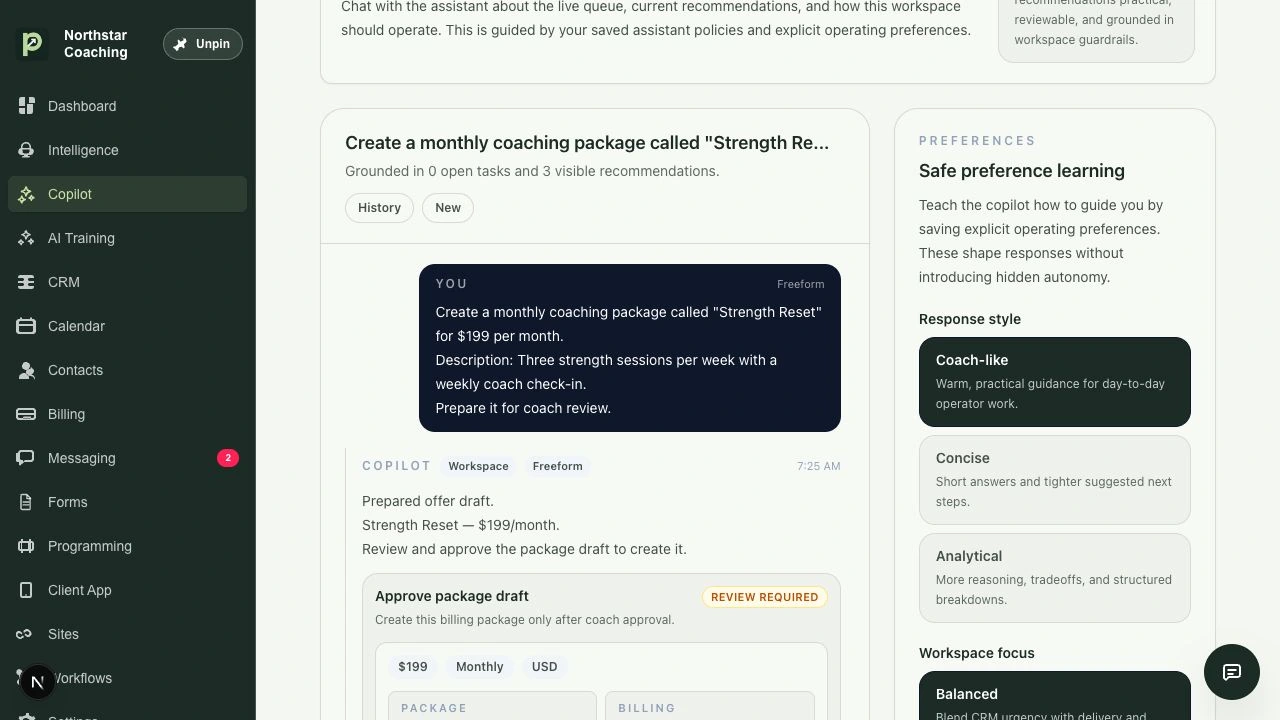 Northstar
Coaching
Unpin
Dashboard
Intelligence
Copilot
AI Training
CRM
Calendar
Contacts
Billing
Messaging
2
Forms
Programming
Client App
Sites
Workflows
N
Settings
Chat with the assistant about the live queue, current recommendations, and how this workspace
should operate. This is guided by your saved assistant policies and explicit operating preferences.
recommendations practical,
reviewable, and grounded in
workspace guardrails.
Create a monthly coaching package called "Strength Re...
Grounded in 0 open tasks and 3 visible recommendations.
History
New
YOU
Freeform
Create a monthly coaching package called "Strength Reset"
for $199 per month.
Description: Three strength sessions per week with a
weekly coach check-in.
Prepare it for coach review.
COPILOT
Workspace
Freeform
7:25 AM
Prepared offer draft.
Strength Reset — $199/month.
Review and approve the package draft to create it.
Approve package draft
REVIEW REQUIRED
Create this billing package only after coach approval.
$199
Monthly
USD
PACKAGE
BILLING
PREFERENCES
Safe preference learning
Teach the copilot how to guide you by
saving explicit operating preferences.
These shape responses without
introducing hidden autonomy.
Response style
Coach-like
Warm, practical guidance for day-to-day
operator work.
Concise
Short answers and tighter suggested next
steps.
Analytical
More reasoning, tradeoffs, and structured
breakdowns.
Workspace focus
Balanced
Blend CRM urgency with delivery and